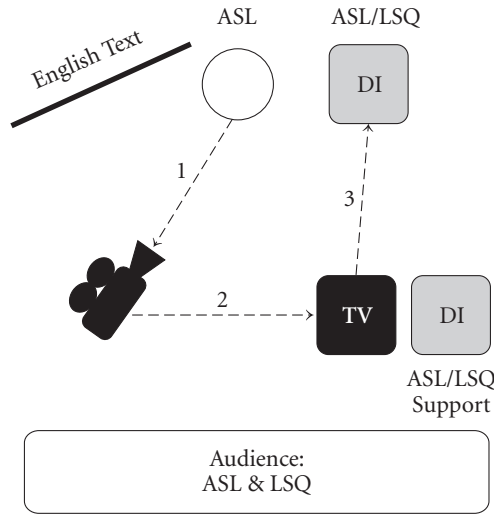 English Text
ASL
ASL/LSQ
DI
1
3
2
TV
DI
ASL/LSQ
Support
Audience:
ASL & LSQ